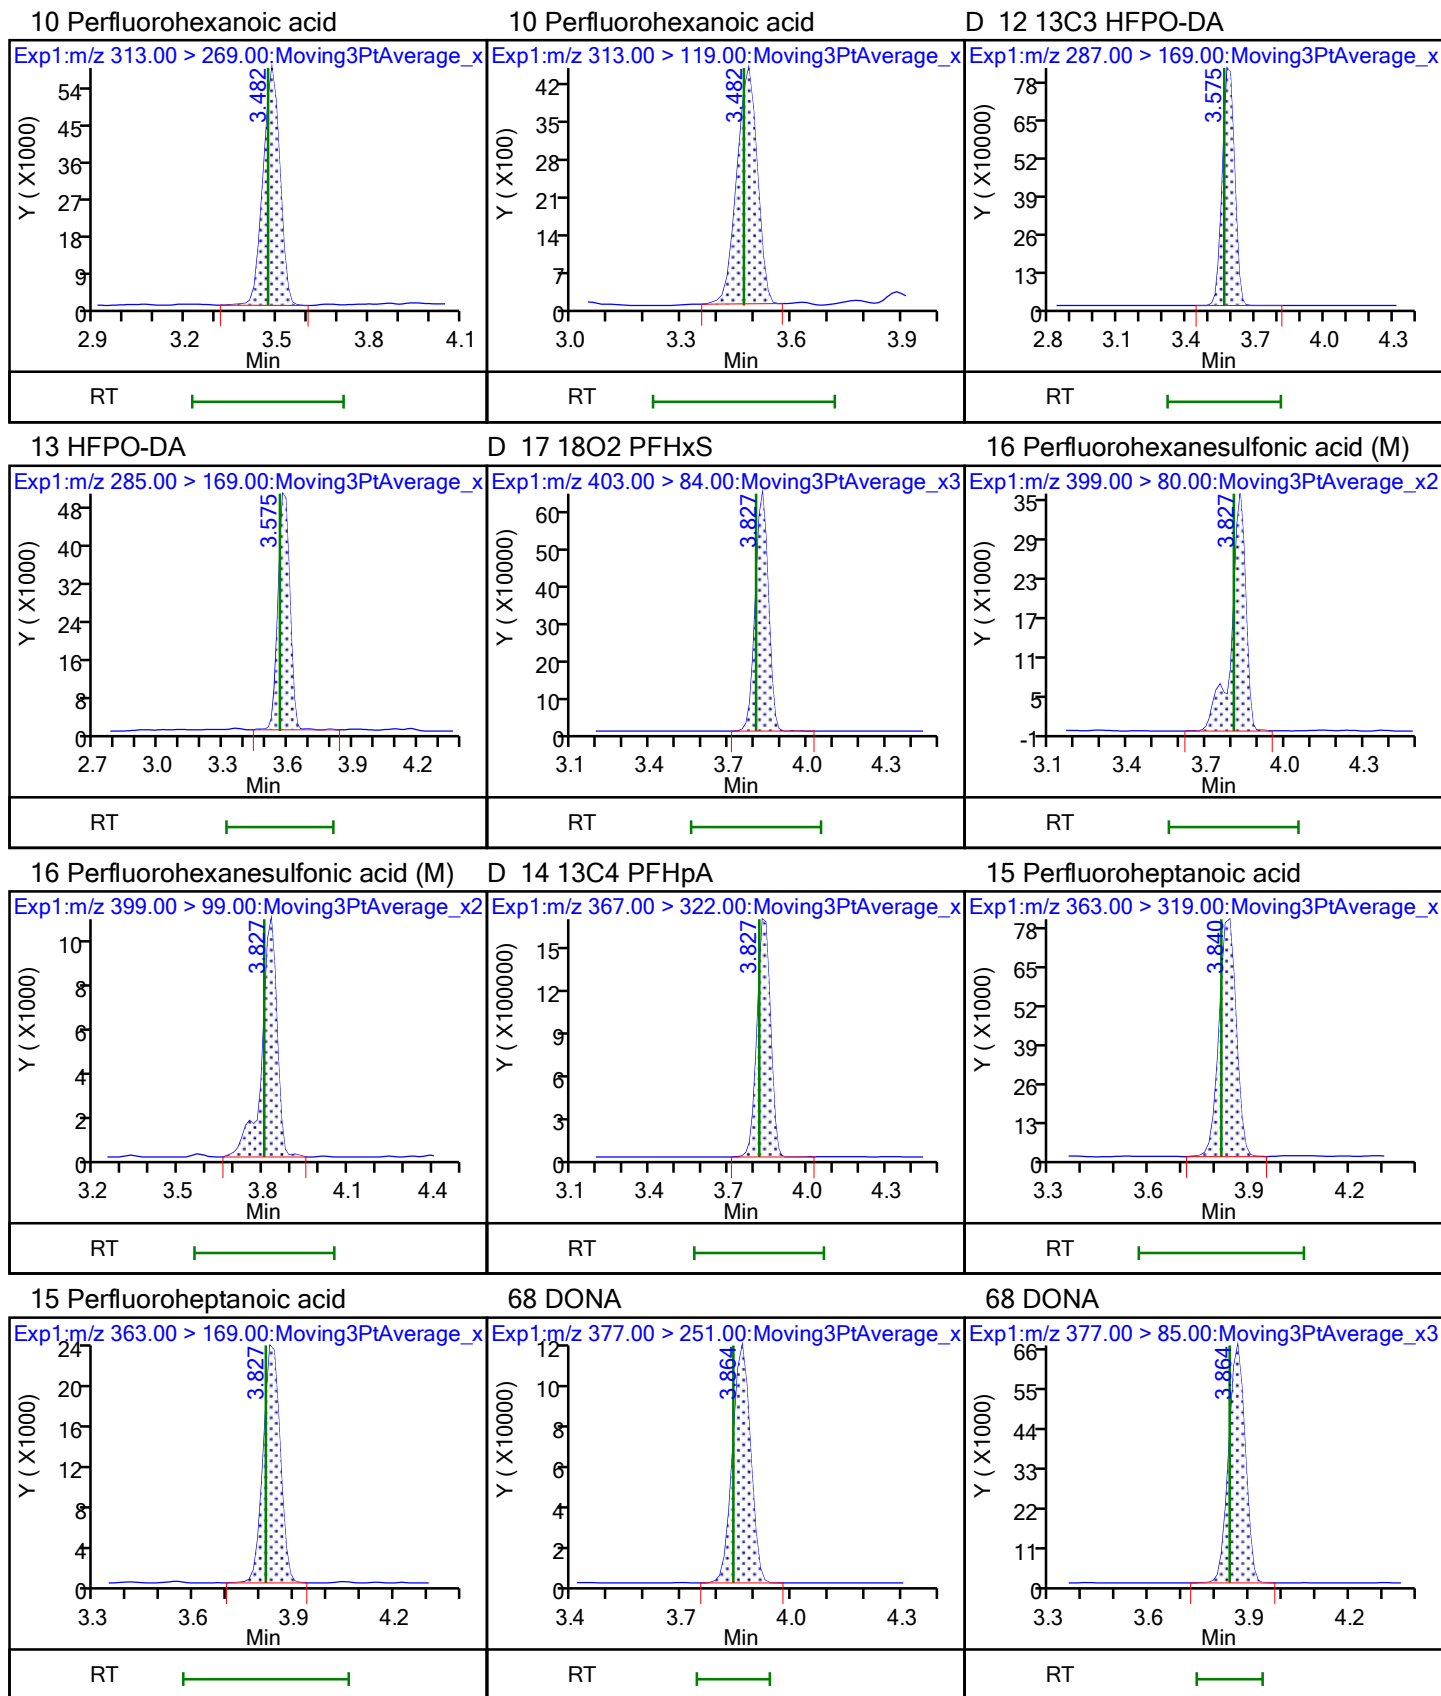 10 Perfluorohexanoic acid
Exp1:m/z 313.00 > 269.00:Moving3PtAverage_x
3.482
Y ( X1000)
54
45
36
27
18
9
0
2.9 3.2 3.5 3.8 4.1
Min
RT
10 Perfluorohexanoic acid
Exp1:m/z 313.00 > 119.00:Moving3PtAverage_x
3.482
Y ( X100)
42
35
28
21
14
7
0
3.0 3.3 3.6 3.9
Min
RT
D 12 13C3 HFPO-DA
Exp1:m/z 287.00 > 169.00:Moving3PtAverage_x
3.575
Y ( X10000)
78
65
52
39
26
13
0
2.8 3.1 3.4 3.7 4.0 4.3
Min
RT
13 HFPO-DA
Exp1:m/z 285.00 > 169.00:Moving3PtAverage_x
3.575
Y ( X1000)
48
40
32
24
16
8
0
2.7 3.0 3.3 3.6 3.9 4.2
Min
RT
D 17 18O2 PFHxS
Exp1:m/z 403.00 > 84.00:Moving3PtAverage_x3
3.827
Y ( X10000)
60
50
40
30
20
10
0
3.1 3.4 3.7 4.0 4.3
Min
RT
16 Perfluorohexanesulfonic acid (M)
Exp1:m/z 399.00 > 80.00:Moving3PtAverage_x2
3.827
Y ( X1000)
35
29
23
17
11
5
-1
3.1 3.4 3.7 4.0 4.3
Min
RT
16 Perfluorohexanesulfonic acid (M)
Exp1:m/z 399.00 > 99.00:Moving3PtAverage_x2
3.827
Y ( X1000)
10
8
6
4
2
0
3.2 3.5 3.8 4.1 4.4
Min
RT
D 14 13C4 PFHpA
Exp1:m/z 367.00 > 322.00:Moving3PtAverage_x
3.827
Y ( X100000)
15
12
9
6
3
0
3.1 3.4 3.7 4.0 4.3
Min
RT
15 Perfluoroheptanoic acid
Exp1:m/z 363.00 > 319.00:Moving3PtAverage_x
3.840
Y ( X1000)
78
65
52
39
26
13
0
3.3 3.6 3.9 4.2
Min
RT
15 Perfluoroheptanoic acid
Exp1:m/z 363.00 > 169.00:Moving3PtAverage_x
3.827
Y ( X1000)
24
20
16
12
8
4
0
3.3 3.6 3.9 4.2
Min
RT
68 DONA
Exp1:m/z 377.00 > 251.00:Moving3PtAverage_x
3.864
Y ( X10000)
12
10
8
6
4
2
0
3.4 3.7 4.0 4.3
Min
RT
68 DONA
Exp1:m/z 377.00 > 85.00:Moving3PtAverage_x3
3.864
Y ( X1000)
66
55
44
33
22
11
0
3.3 3.6 3.9 4.2
Min
RT